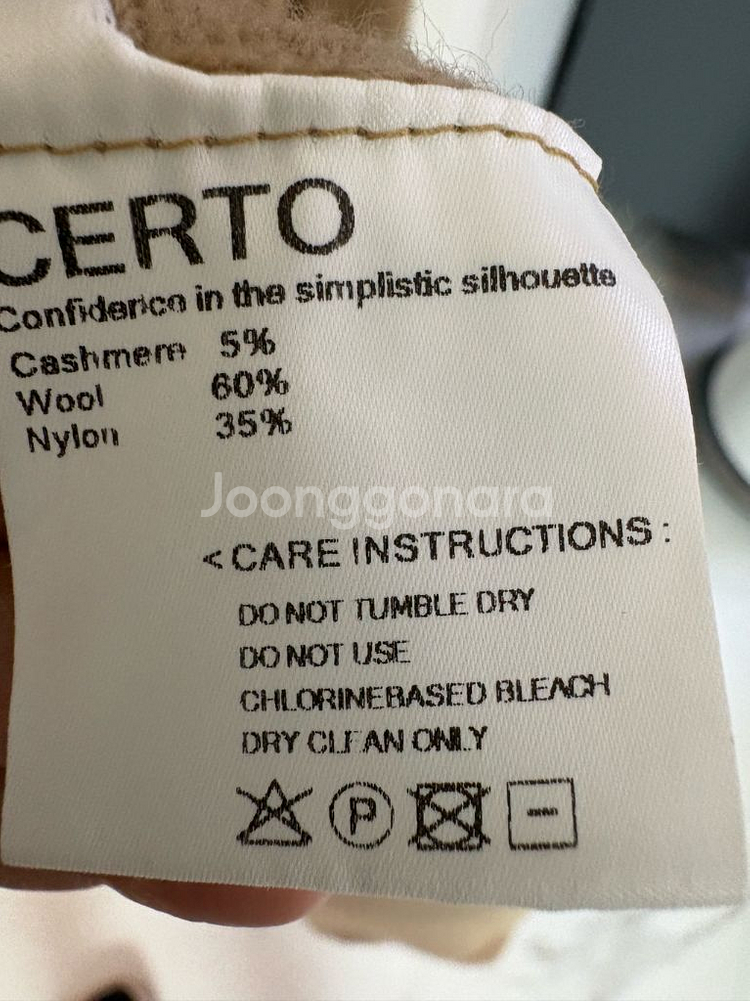 CERTO
Confidence in the simplistic silhouette
Cashmere 5%
Wool 60%
Nylon 35%
Joonggonara
<CARE INSTRUCTIONS :
DO NOT TUMBLE DRY
DO NOT USE
CHLORINEBASED BLEACH
DRY CLEAN ONLY
P